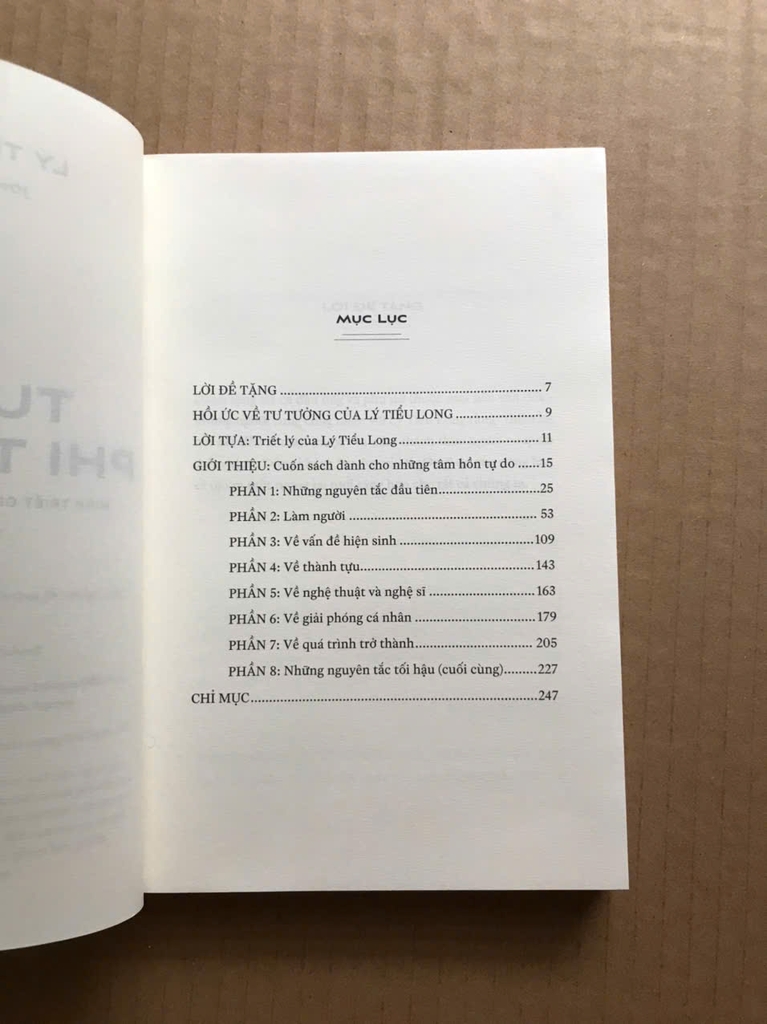 MỤC LỤC
LỜI ĐỀ TẶNG ........................................................................ 7
HỒI ỨC VỀ TƯ TƯỞNG CỦA LÝ TIỂU LONG ........................ 9
LỜI TỰA: Triết lý của Lý Tiểu Long...................................... 11
GIỚI THIỆU: Cuốn sách dành cho những tâm hồn tự do .....15
PHẦN 1: Những nguyên tắc đầu tiên...........................25
PHẦN 2: Làm người ................................................... 53
PHẦN 3: Về vấn đề hiện sinh .....................................109
PHẦN 4: Về thành tựu...............................................143
PHẦN 5: Về nghệ thuật và nghệ sĩ .............................163
PHẦN 6: Về giải phóng cá nhân .................................179
PHẦN 7: Về quá trình trở thành................................ 205
PHẦN 8: Những nguyên tắc tối hậu (cuối cùng).........227
CHỈ MỤC..............................................................................247